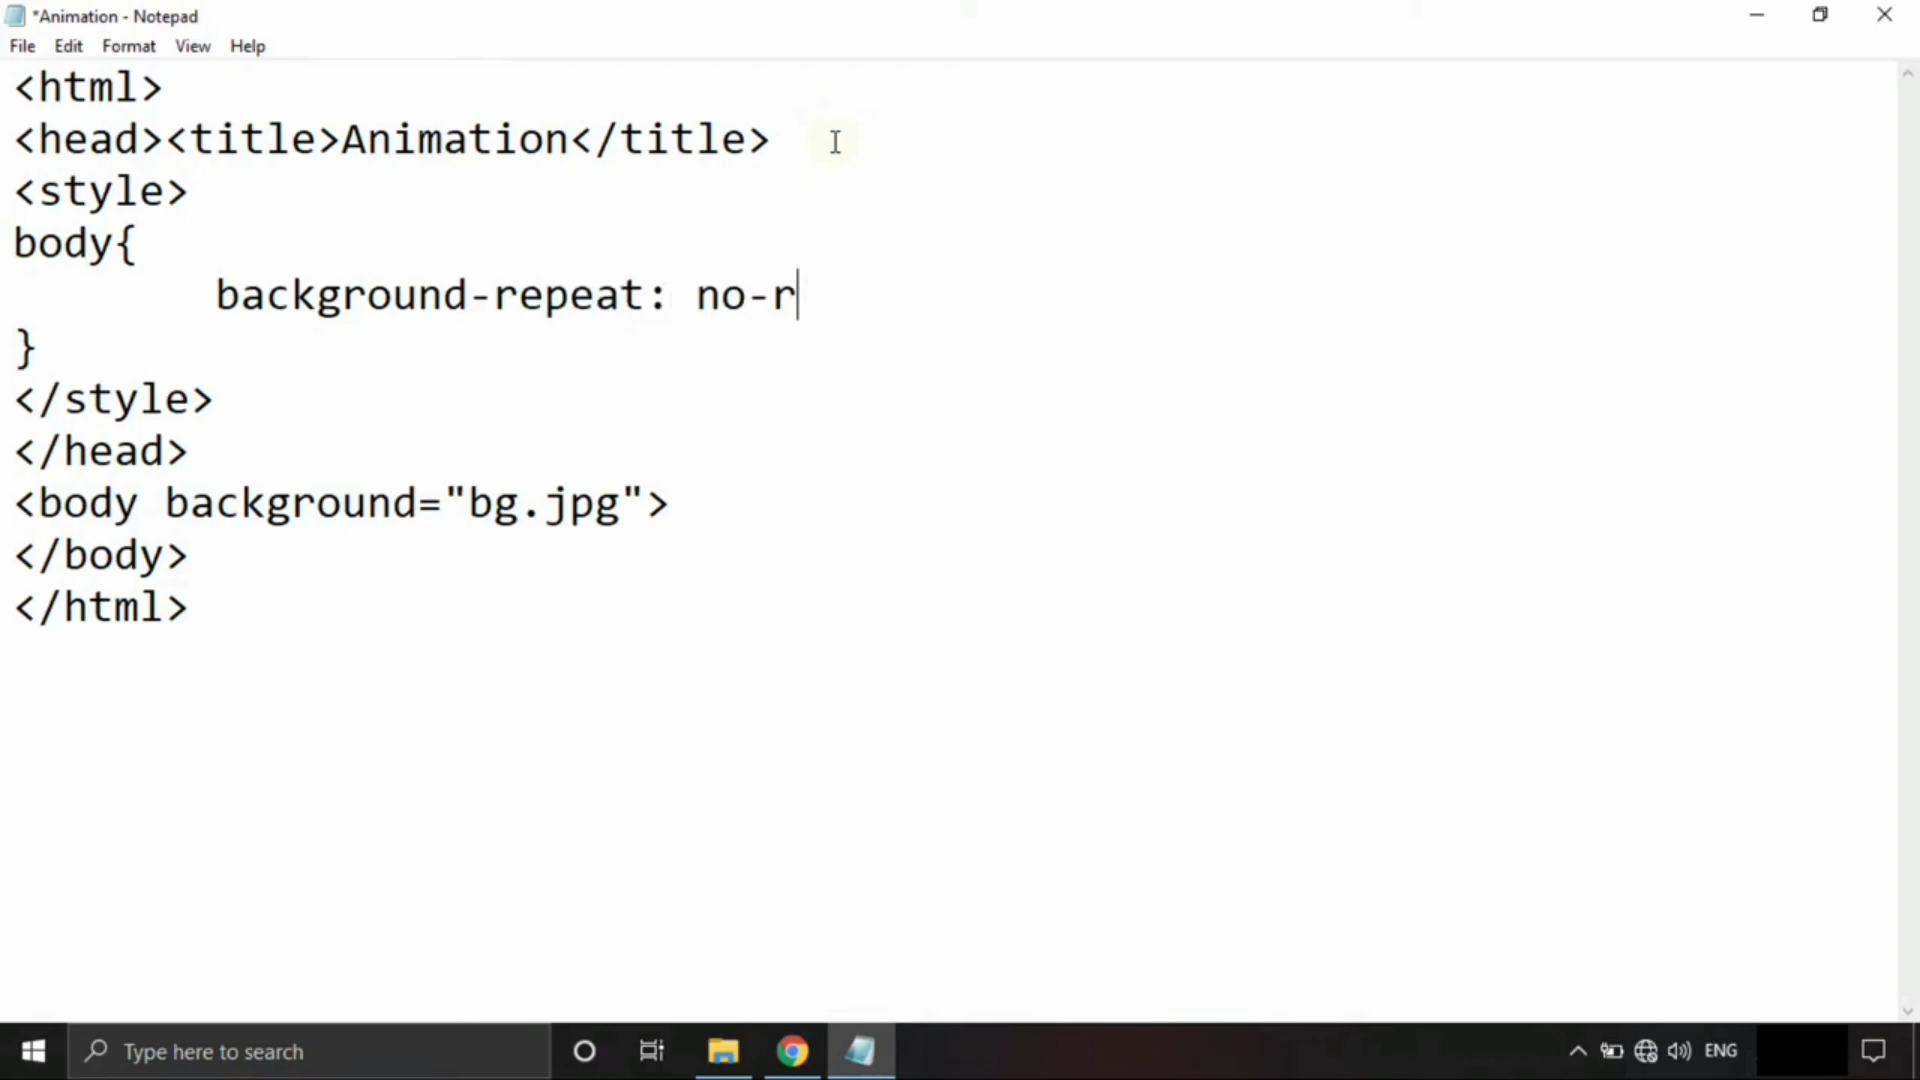 *Animation - Notepad
File Edit Format View Help
<html>
<head><title>Animation</title>
<style>
body{
background-repeat: no-r
}
</style>
</head>
<body background="bg.jpg">
</body>
</html>
Type here to search
ENG